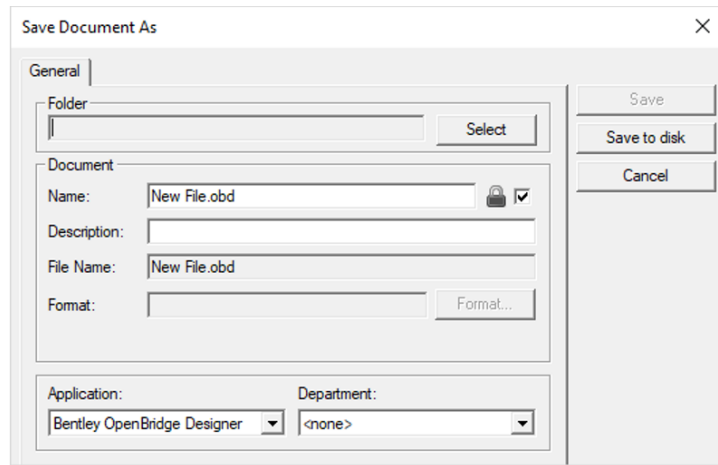 Save Document As
General
Folder
Select
Save
Save to disk
Cancel
Document
Name: New File.obd
Description:
File Name: New File.obd
Format: Format...
Application: Department:
Bentley OpenBridge Designer <none>